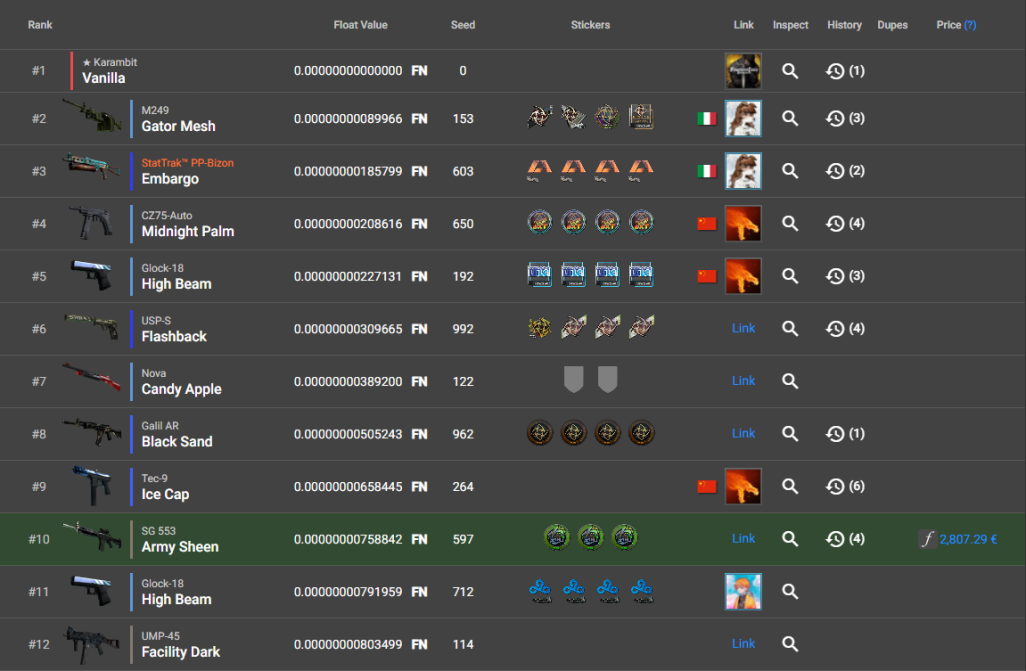 Rank Float Value Seed Stickers Link Inspect History Dupes Price (?)
#1 ★ Karambit
Vanilla 0.00000000000000 FN 0 (1)
#2 M249
Gator Mesh 0.00000000089966 FN 153 (3)
#3 StatTrak™ PP-Bizon
Embargo 0.00000000185799 FN 603 (2)
#4 CZ75-Auto
Midnight Palm 0.00000000208616 FN 650 (4)
#5 Glock-18
High Beam 0.00000000227131 FN 192 (3)
#6 USP-S
Flashback 0.00000000309665 FN 992 Link (4)
#7 Nova
Candy Apple 0.00000000389200 FN 122 Link
#8 Galil AR
Black Sand 0.00000000505243 FN 962 Link (1)
#9 Tec-9
Ice Cap 0.00000000658445 FN 264 (6)
#10 SG 553
Army Sheen 0.00000000758842 FN 597 Link (4) f 2,807.29 €
#11 Glock-18
High Beam 0.00000000791959 FN 712
#12 UMP-45
Facility Dark 0.00000000803499 FN 114 Link